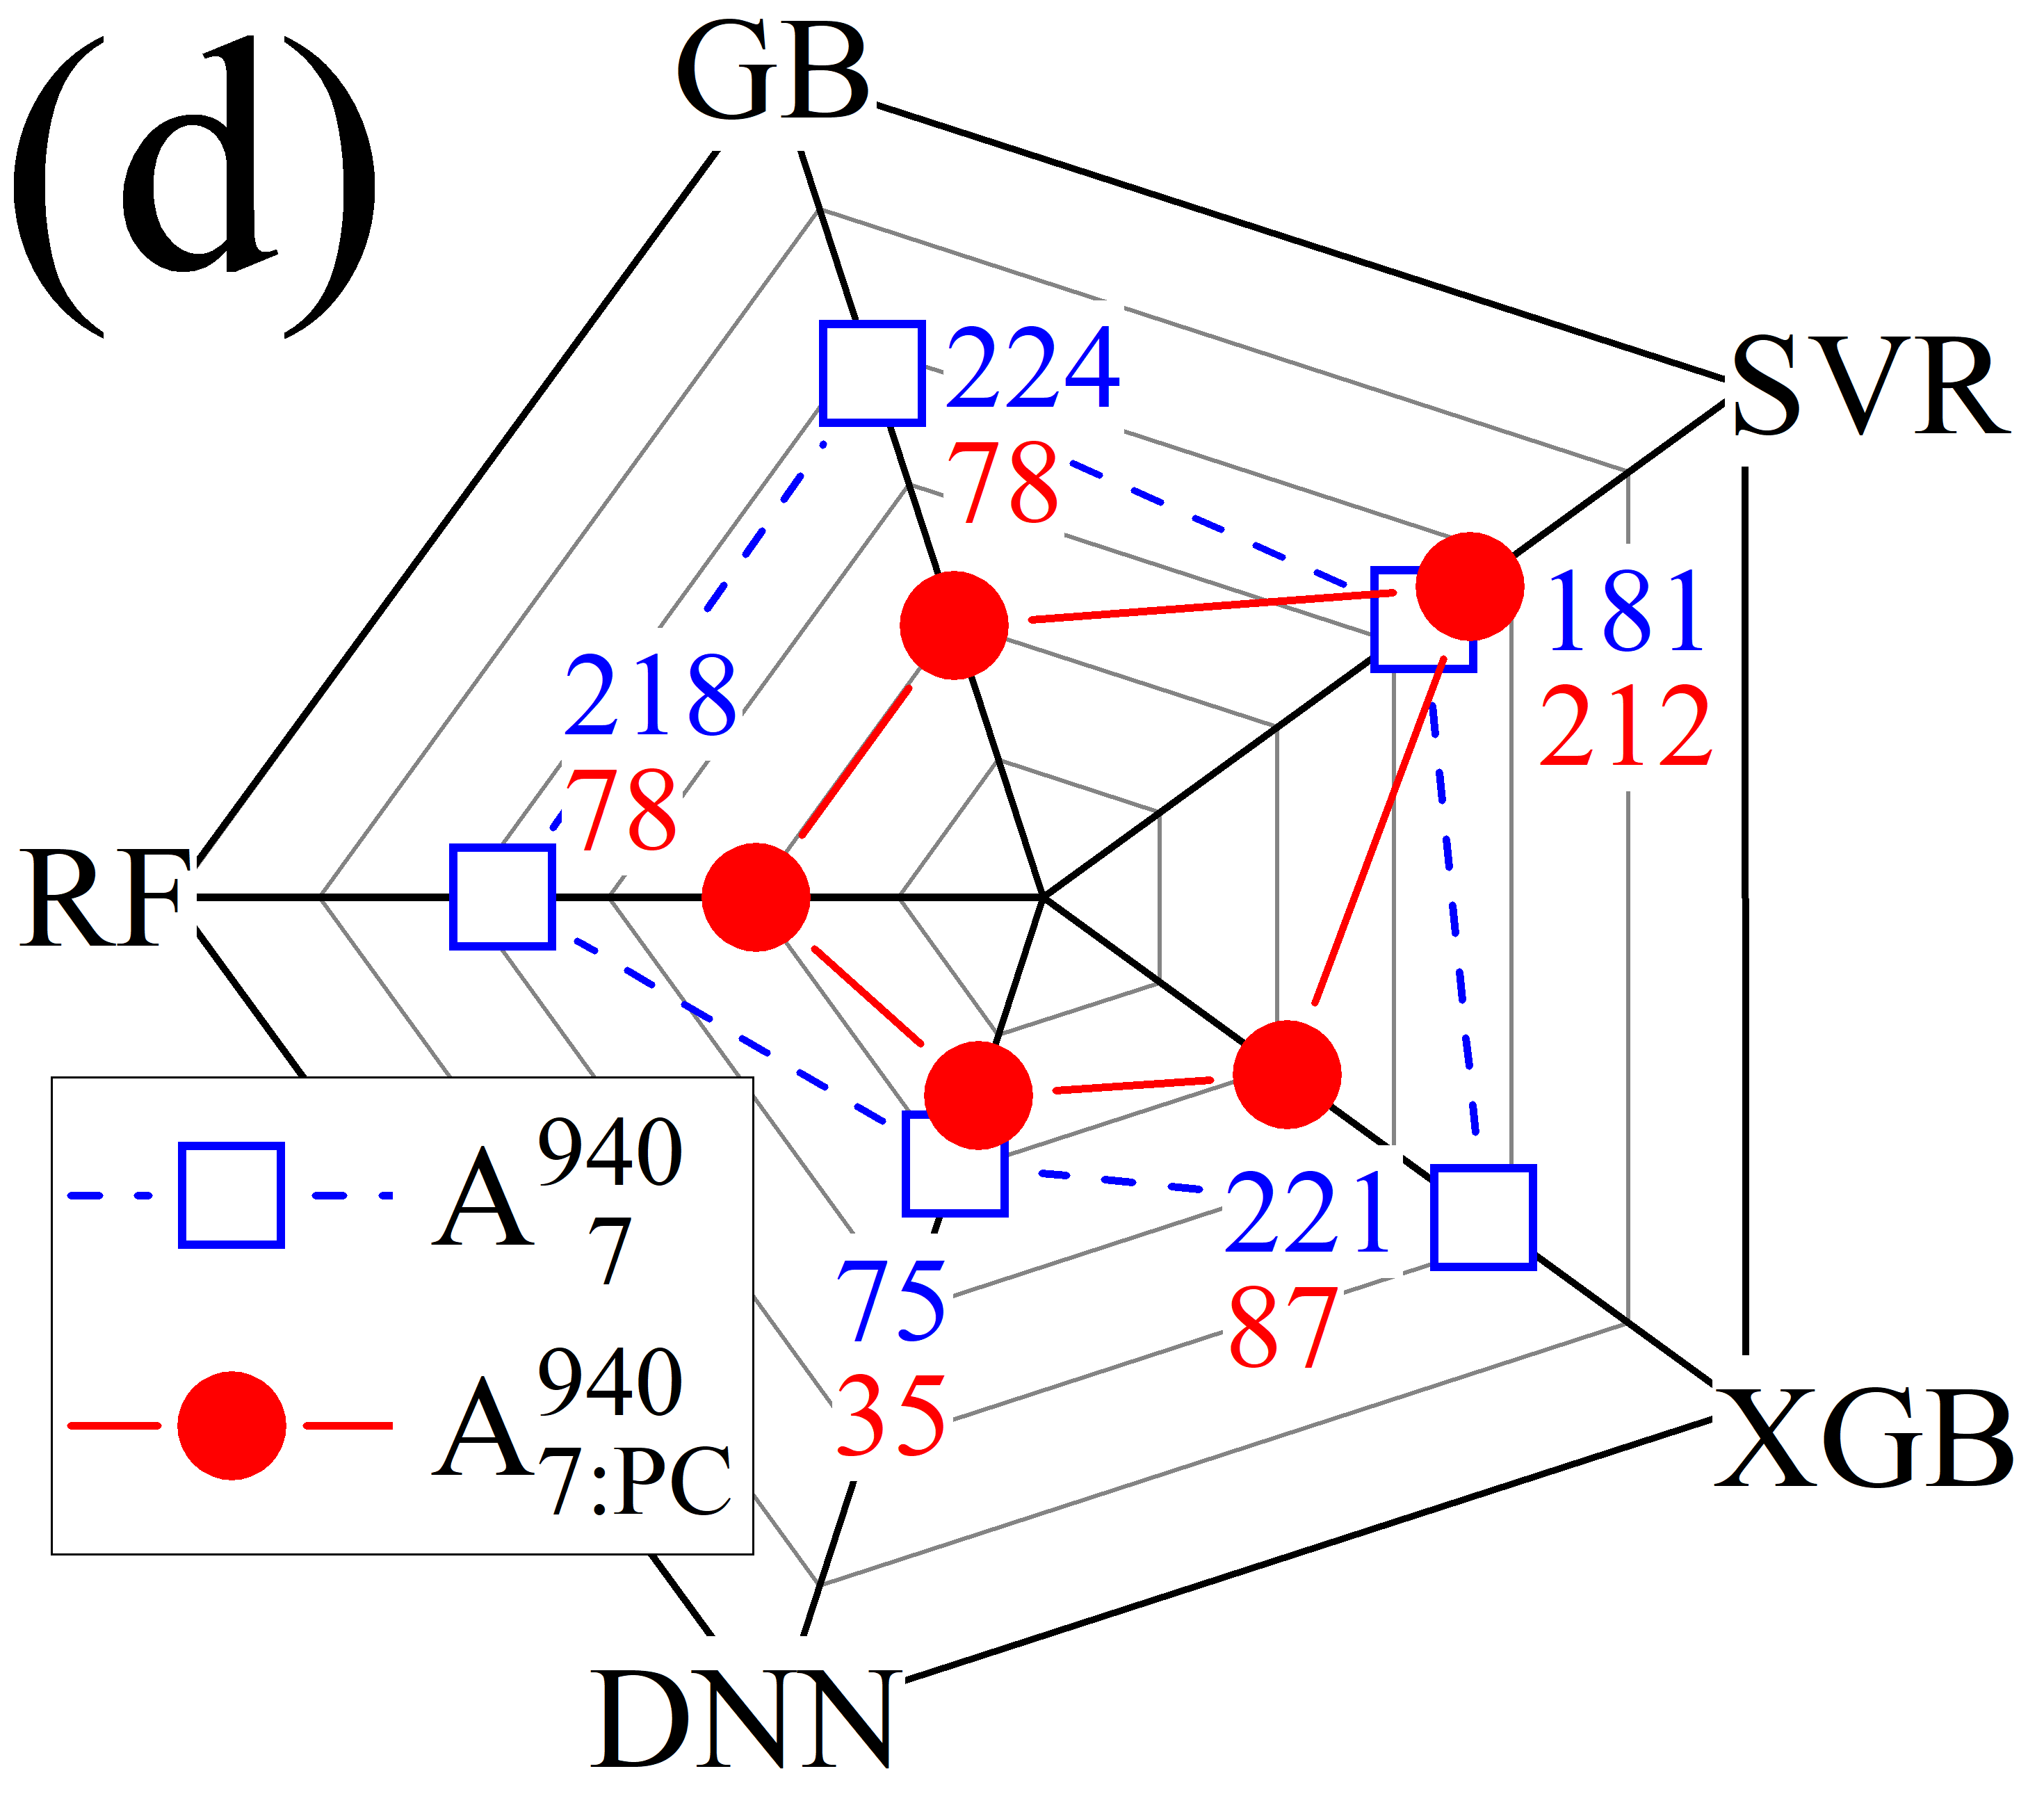 (d)
GB
SVR
224
78
181
212
218
78
RF
221
87
75
35
A 940 7
A 940 7:PC
XGB
DNN